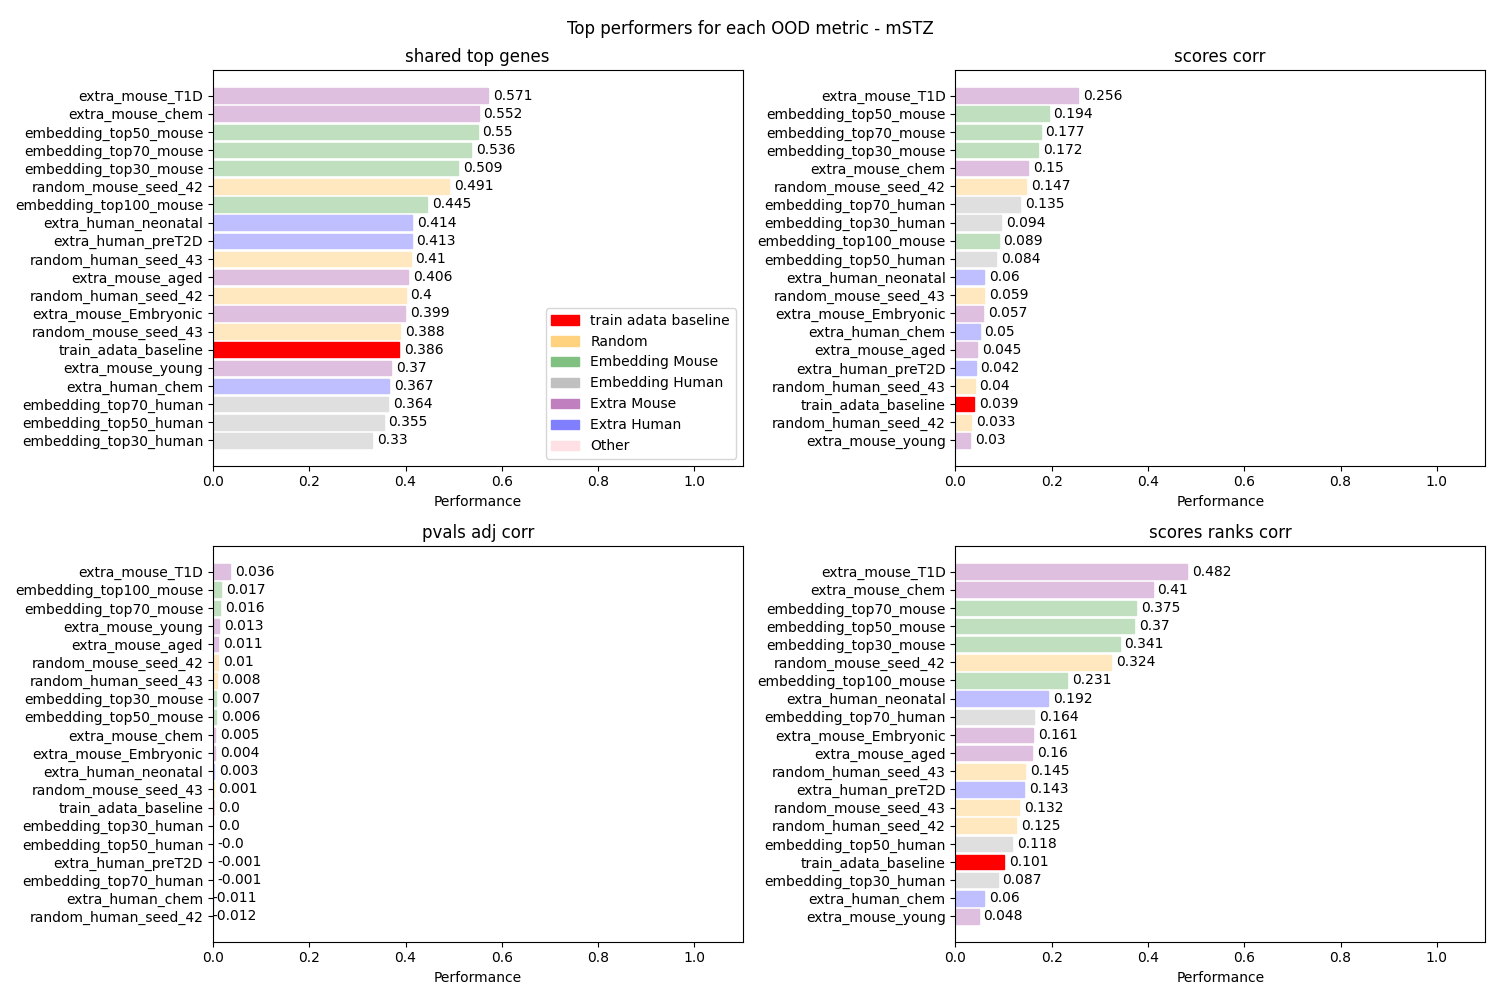 Top performers for each OOD metric - mSTZ
shared top genes
extra_mouse_T1D 0.571
extra_mouse_chem 0.552
embedding_top50_mouse 0.55
embedding_top70_mouse 0.536
embedding_top30_mouse 0.509
random_mouse_seed_42 0.491
embedding_top100_mouse 0.445
extra_human_neonatal 0.414
extra_human_preT2D 0.413
random_human_seed_43 0.41
extra_mouse_aged 0.406
random_human_seed_42 0.4
extra_mouse_Embryonic 0.399
random_mouse_seed_43 0.388
train_adata_baseline 0.386
extra_mouse_young 0.37
extra_human_chem 0.367
embedding_top70_human 0.364
embedding_top50_human 0.355
embedding_top30_human 0.33
train adata baseline
Random
Embedding Mouse
Embedding Human
Extra Mouse
Extra Human
Other
0.0 0.2 0.4 0.6 0.8 1.0
Performance
scores corr
extra_mouse_T1D 0.256
embedding_top50_mouse 0.194
embedding_top70_mouse 0.177
embedding_top30_mouse 0.172
extra_mouse_chem 0.15
random_mouse_seed_42 0.147
embedding_top70_human 0.135
embedding_top30_human 0.094
embedding_top100_mouse 0.089
embedding_top50_human 0.084
extra_human_neonatal 0.06
random_mouse_seed_43 0.059
extra_mouse_Embryonic 0.057
extra_human_chem 0.05
extra_mouse_aged 0.045
extra_human_preT2D 0.042
random_human_seed_43 0.04
train_adata_baseline 0.039
random_human_seed_42 0.033
extra_mouse_young 0.03
0.0 0.2 0.4 0.6 0.8 1.0
Performance
pvals adj corr
extra_mouse_T1D 0.036
embedding_top100_mouse 0.017
embedding_top70_mouse 0.016
extra_mouse_young 0.013
extra_mouse_aged 0.011
random_mouse_seed_42 0.01
random_human_seed_43 0.008
embedding_top30_mouse 0.007
embedding_top50_mouse 0.006
extra_mouse_chem 0.005
extra_mouse_Embryonic 0.004
extra_human_neonatal 0.003
random_mouse_seed_43 0.001
train_adata_baseline 0.0
embedding_top30_human 0.0
embedding_top50_human -0.0
extra_human_preT2D -0.001
embedding_top70_human -0.001
extra_human_chem -0.011
random_human_seed_42 -0.012
0.0 0.2 0.4 0.6 0.8 1.0
Performance
scores ranks corr
extra_mouse_T1D 0.482
extra_mouse_chem 0.41
embedding_top70_mouse 0.375
embedding_top50_mouse 0.37
embedding_top30_mouse 0.341
random_mouse_seed_42 0.324
embedding_top100_mouse 0.231
extra_human_neonatal 0.192
embedding_top70_human 0.164
extra_mouse_Embryonic 0.161
extra_mouse_aged 0.16
random_human_seed_43 0.145
extra_human_preT2D 0.143
random_mouse_seed_43 0.132
random_human_seed_42 0.125
embedding_top50_human 0.118
train_adata_baseline 0.101
embedding_top30_human 0.087
extra_human_chem 0.06
extra_mouse_young 0.048
0.0 0.2 0.4 0.6 0.8 1.0
Performance